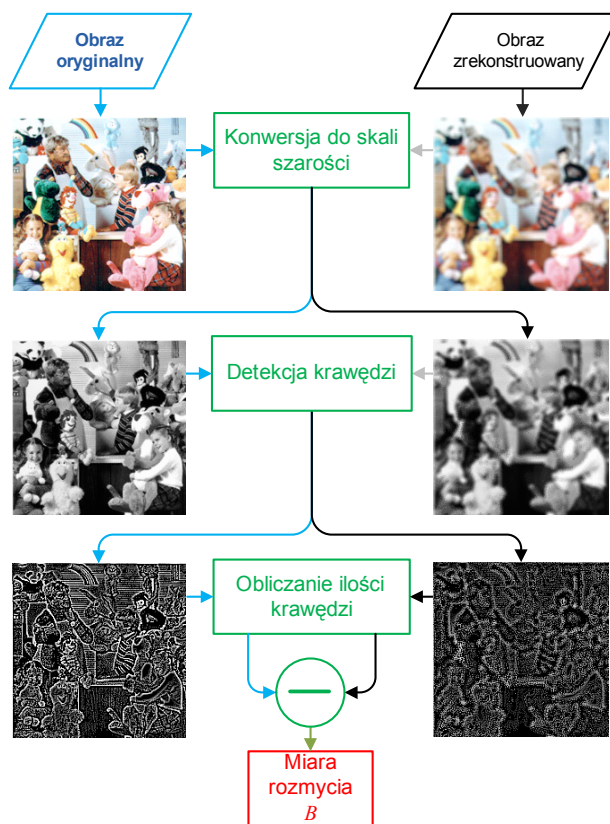 Obraz
oryginalny
Obraz
zrekonstruowany
Konwersja do skali
szarości
Detekcja krawędzi
Obliczanie ilości
krawędzi
Miara
rozmycia
B